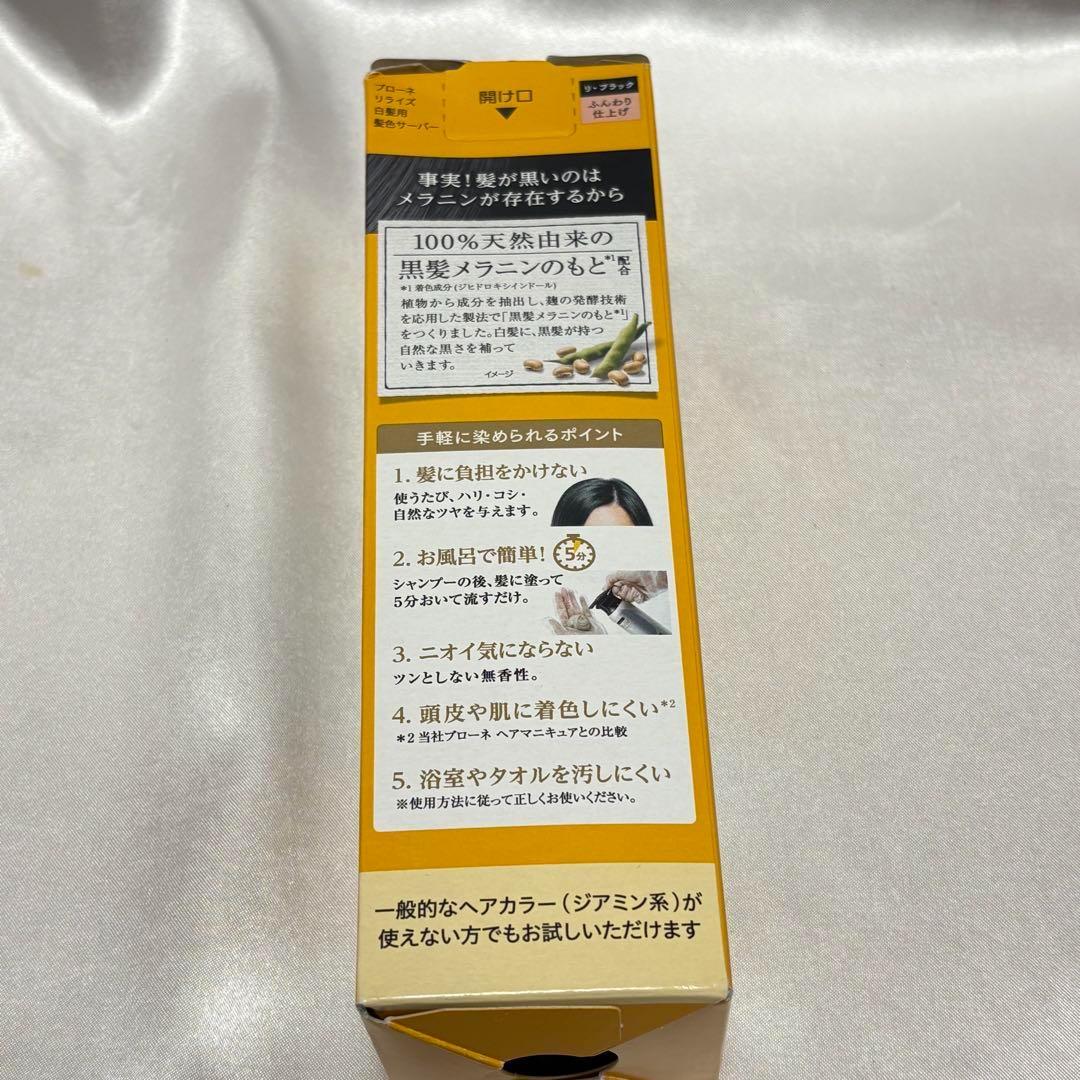 ブローネ
リライズ
白髪用
髪色サーバー
開け口
リ・ブラック
ふんわり
仕上げ
事実!髪が黒いのは
メラニンが存在するから
100%天然由来の
黒髪メラニンのもと*1配合
*1 着色成分(ジヒドロキシインドール)
植物から成分を抽出し、麹の発酵技術
を応用した製法で「黒髪メラニンのもと*1」
をつくりました。白髪に、黒髪が持つ
自然な黒さを補って
いきます。
イメージ
手軽に染められるポイント
1. 髪に負担をかけない
使うたび、ハリ・コシ・
自然なツヤを与えます。
2. お風呂で簡単!
5分
シャンプーの後、髪に塗って
5分おいて流すだけ。
3. ニオイ気にならない
ツンとしない無香性。
4. 頭皮や肌に着色しにくい*2
*2 当社ブローネ ヘアマニキュアとの比較
5. 浴室やタオルを汚しにくい
※使用方法に従って正しくお使いください。
一般的なヘアカラー(ジアミン系)が
使えない方でもお試しいただけます